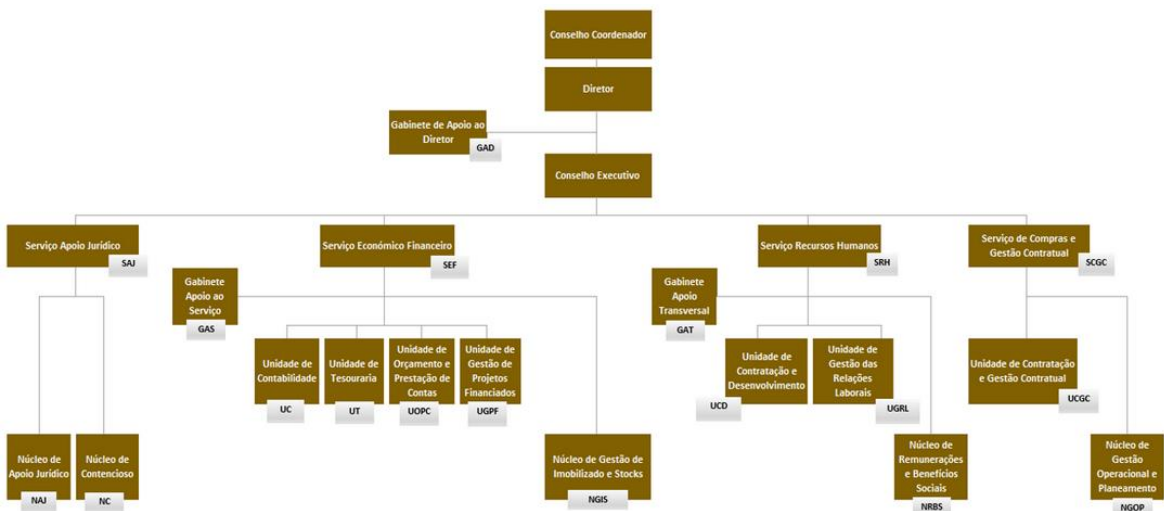 Conselho Coordenador
Diretor
Gabinete de Apoio ao
Diretor
GAD
Conselho Executivo
Serviço Apoio Jurídico
SAJ
Serviço Económico Financeiro
SEF
Serviço Recursos Humanos
SRH
Serviço de Compras e
Gestão Contratual
SCGC
Gabinete
Apoio ao
Serviço
GAS
Gabinete
Apoio
Transversal
GAT
Unidade de
Contabilidade
UC
Unidade de
Tesouraria
UT
Unidade de
Orçamento e
Prestação de
Contas
UOPC
Unidade de
Gestão de
Projetos
Financiados
UGPF
Unidade de
Contratação e
Desenvolvimento
UCD
Unidade de
Gestão das
Relações
Laborais
UGRL
Unidade de Contratação
e Gestão Contratual
UCGC
Núcleo de
Apoio Jurídico
NAJ
Núcleo de
Contencioso
NC
Núcleo de Gestão de
Imobilizado e Stocks
NGIS
Núcleo de
Remunerações
e Benefícios
Sociais
NRBS
Núcleo de
Gestão
Operacional e
Planeamento
NGOP